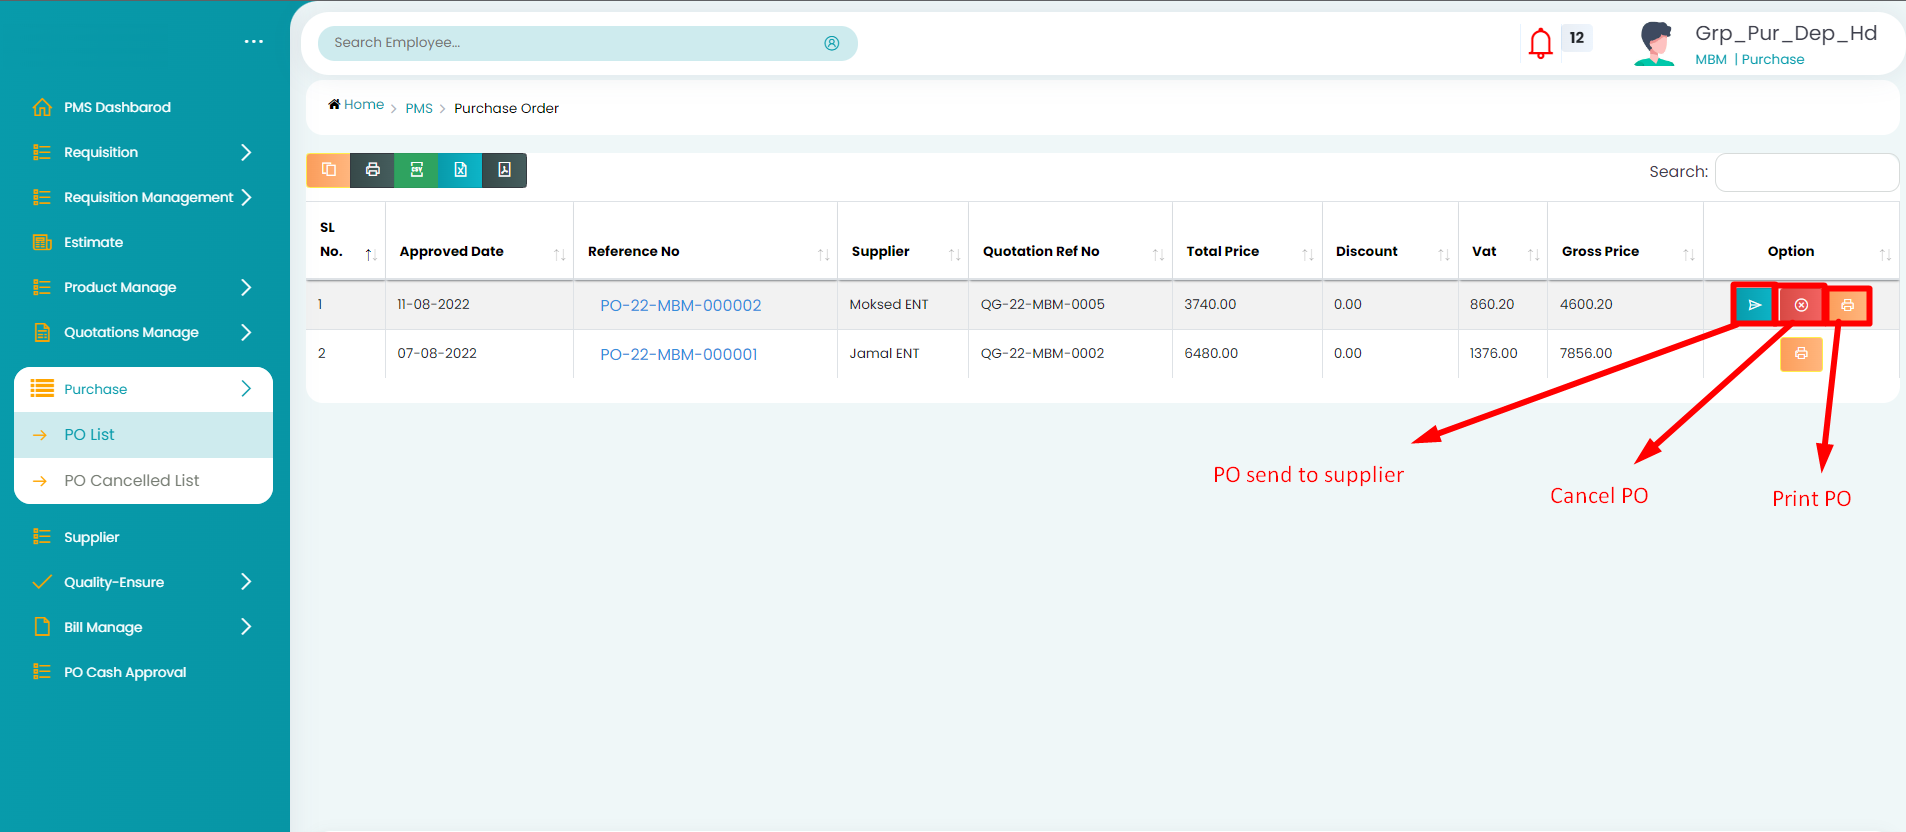 Search Employee...
12
Grp_Pur_Dep_Hd
MBM | Purchase
PMS Dashbarod
Requisition
Requisition Management
Estimate
Product Manage
Quotations Manage
Purchase
PO List
PO Cancelled List
Supplier
Quality-Ensure
Bill Manage
PO Cash Approval
Home > PMS > Purchase Order
CSV
Search:
SL No. Approved Date Reference No Supplier Quotation Ref No Total Price Discount Vat Gross Price Option
1 11-08-2022 PO-22-MBM-000002 Moksed ENT QG-22-MBM-0005 3740.00 0.00 860.20 4600.20
2 07-08-2022 PO-22-MBM-000001 Jamal ENT QG-22-MBM-0002 6480.00 0.00 1376.00 7856.00
PO send to supplier
Cancel PO
Print PO